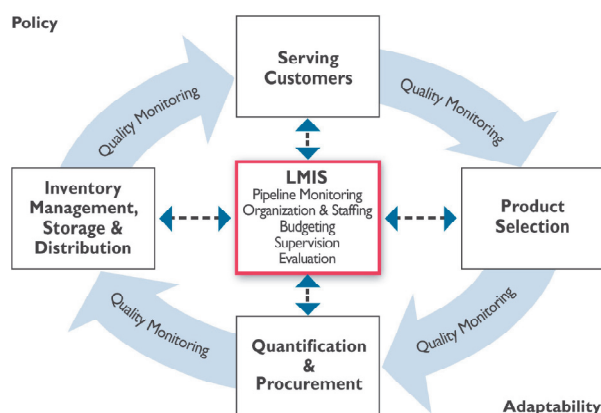 Policy
Serving
Customers
Quality Monitoring
Quality Monitoring
LMIS
Pipeline Monitoring
Organization & Staffing
Budgeting
Supervision
Evaluation
Inventory
Management,
Storage &
Distribution
Product
Selection
Quality Monitoring
Quality Monitoring
Quantification
&
Procurement
Adaptability